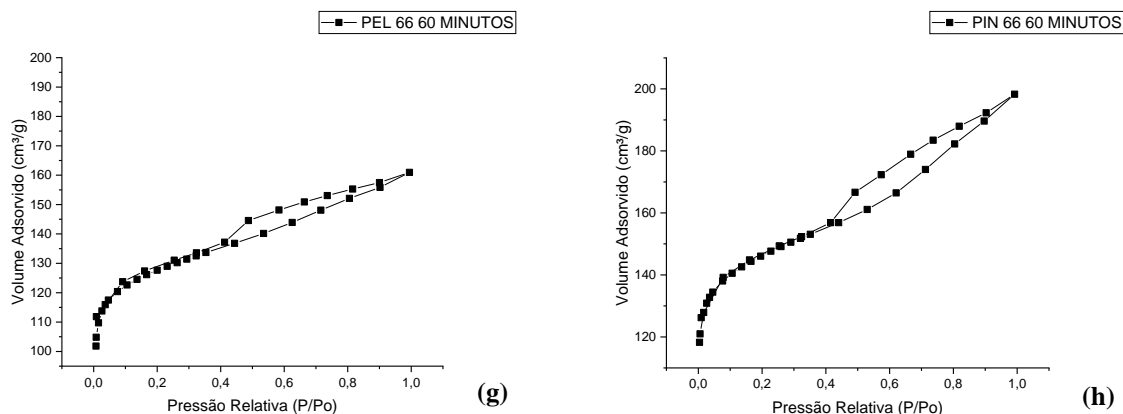 PEL 66 60 MINUTOS
200
190
180
170
160
150
140
130
120
110
100
Volume Adsorvido (cm³/g)
0,0 0,2 0,4 0,6 0,8 1,0
Pressão Relativa (P/Po)
(g)
PIN 66 60 MINUTOS
200
180
160
140
120
Volume Adsorvido (cm³/g)
0,0 0,2 0,4 0,6 0,8 1,0
Pressão Relativa (P/Po)
(h)